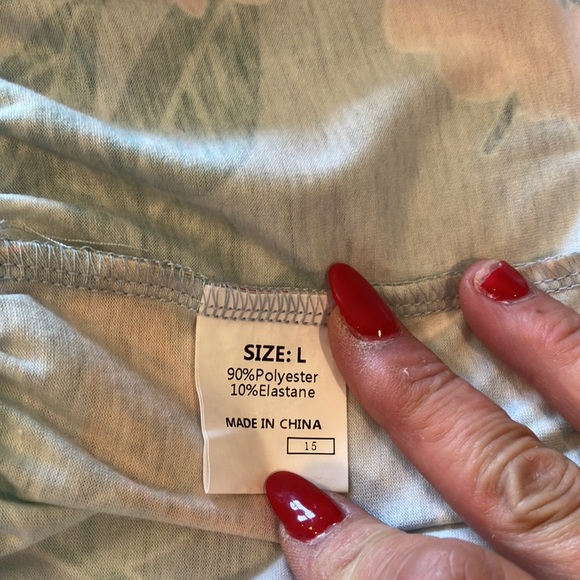 SIZE: L
90%Polyester
10%Elastane
MADE IN CHINA
15